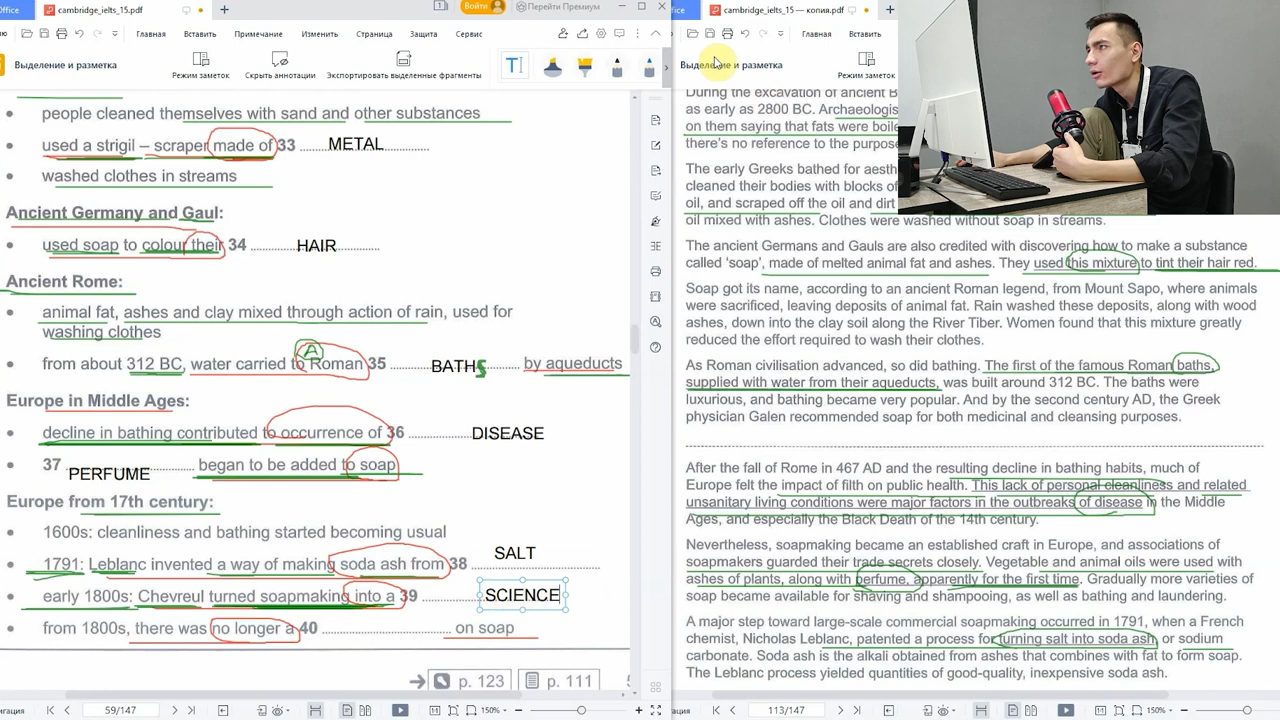 Office
cambridge_ielts_15.pdf
Войти
Перейти Премиум
Главная
Вставить
Примечание
Изменить
Страница
Защита
Сервис
Выделение и разметка
Режим заметок
Скрыть аннотации
Экспортировать выделенные фрагменты
people cleaned themselves with sand and other substances
used a strigil – scraper made of 33 METAL
washed clothes in streams
Ancient Germany and Gaul:
used soap to colour their 34 HAIR
Ancient Rome:
animal fat, ashes and clay mixed through action of rain, used for
washing clothes
A
from about 312 BC, water carried to Roman 35 BATHS by aqueducts
Europe in Middle Ages:
decline in bathing contributed to occurrence of 36 DISEASE
37 PERFUME began to be added to soap
Europe from 17th century:
1600s: cleanliness and bathing started becoming usual
1791: Leblanc invented a way of making soda ash from 38 SALT
early 1800s: Chevreul turned soapmaking into a 39 SCIENCE
from 1800s, there was no longer a 40 on soap
p. 123
p. 111
59/147
150%
Office
cambridge_ielts_15 — копия.pdf
Главная
Вставить
Выделение и разметка
Режим заметок
During the excavation of ancient B
as early as 2800 BC. Archaeologis
on them saying that fats were boile
there's no reference to the purpose
The early Greeks bathed for aesth
cleaned their bodies with blocks of
oil, and scraped off the oil and dirt
oil mixed with ashes. Clothes were washed without soap in streams.
The ancient Germans and Gauls are also credited with discovering how to make a substance
called ‘soap’, made of melted animal fat and ashes. They used this mixture to tint their hair red.
Soap got its name, according to an ancient Roman legend, from Mount Sapo, where animals
were sacrificed, leaving deposits of animal fat. Rain washed these deposits, along with wood
ashes, down into the clay soil along the River Tiber. Women found that this mixture greatly
reduced the effort required to wash their clothes.
As Roman civilisation advanced, so did bathing. The first of the famous Roman baths,
supplied with water from their aqueducts, was built around 312 BC. The baths were
luxurious, and bathing became very popular. And by the second century AD, the Greek
physician Galen recommended soap for both medicinal and cleansing purposes.
After the fall of Rome in 467 AD and the resulting decline in bathing habits, much of
Europe felt the impact of filth on public health. This lack of personal cleanliness and related
unsanitary living conditions were major factors in the outbreaks of disease in the Middle
Ages, and especially the Black Death of the 14th century.
Nevertheless, soapmaking became an established craft in Europe, and associations of
soapmakers guarded their trade secrets closely. Vegetable and animal oils were used with
ashes of plants, along with perfume, apparently for the first time. Gradually more varieties of
soap became available for shaving and shampooing, as well as bathing and laundering.
A major step toward large-scale commercial soapmaking occurred in 1791, when a French
chemist, Nicholas Leblanc, patented a process for turning salt into soda ash, or sodium
carbonate. Soda ash is the alkali obtained from ashes that combines with fat to form soap.
The Leblanc process yielded quantities of good-quality, inexpensive soda ash.
113/147
150%